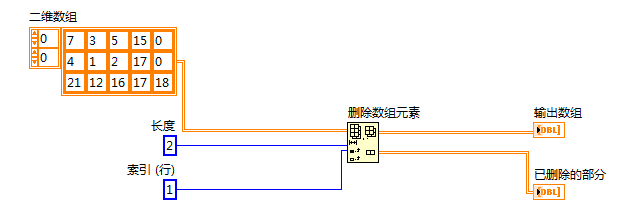 二维数组
0 7 3 5 15 0
0 4 1 2 17 0
21 12 16 17 18
删除数组元素
输出数组
DBL
长度
2
索引 (行)
1
已删除的部分
DBL